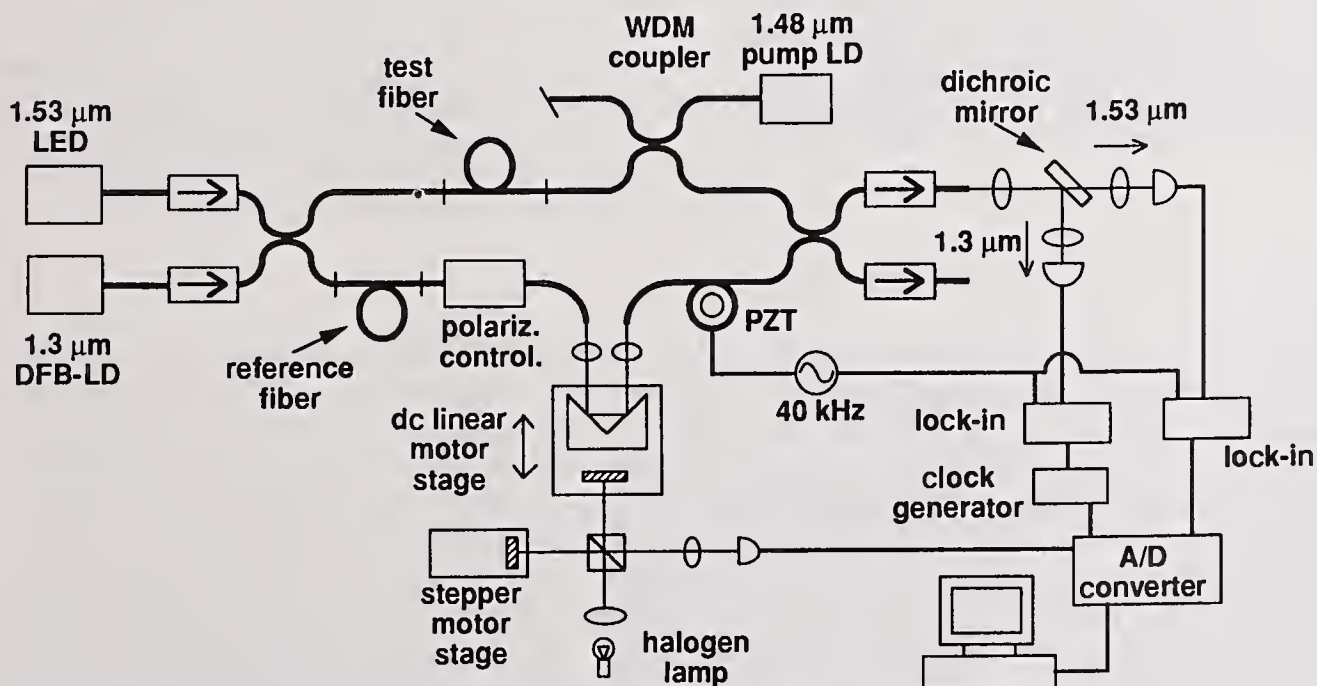 1.53 μm
LED
1.3 μm
DFB-LD
test
fiber
reference
fiber
polariz.
control.
WDM
coupler
1.48 μm
pump LD
dichroic
mirror
1.53 μm
1.3 μm
PZT
40 kHz
dc linear
motor
stage
lock-in
lock-in
clock
generator
A/D
converter
stepper
motor
stage
halogen
lamp